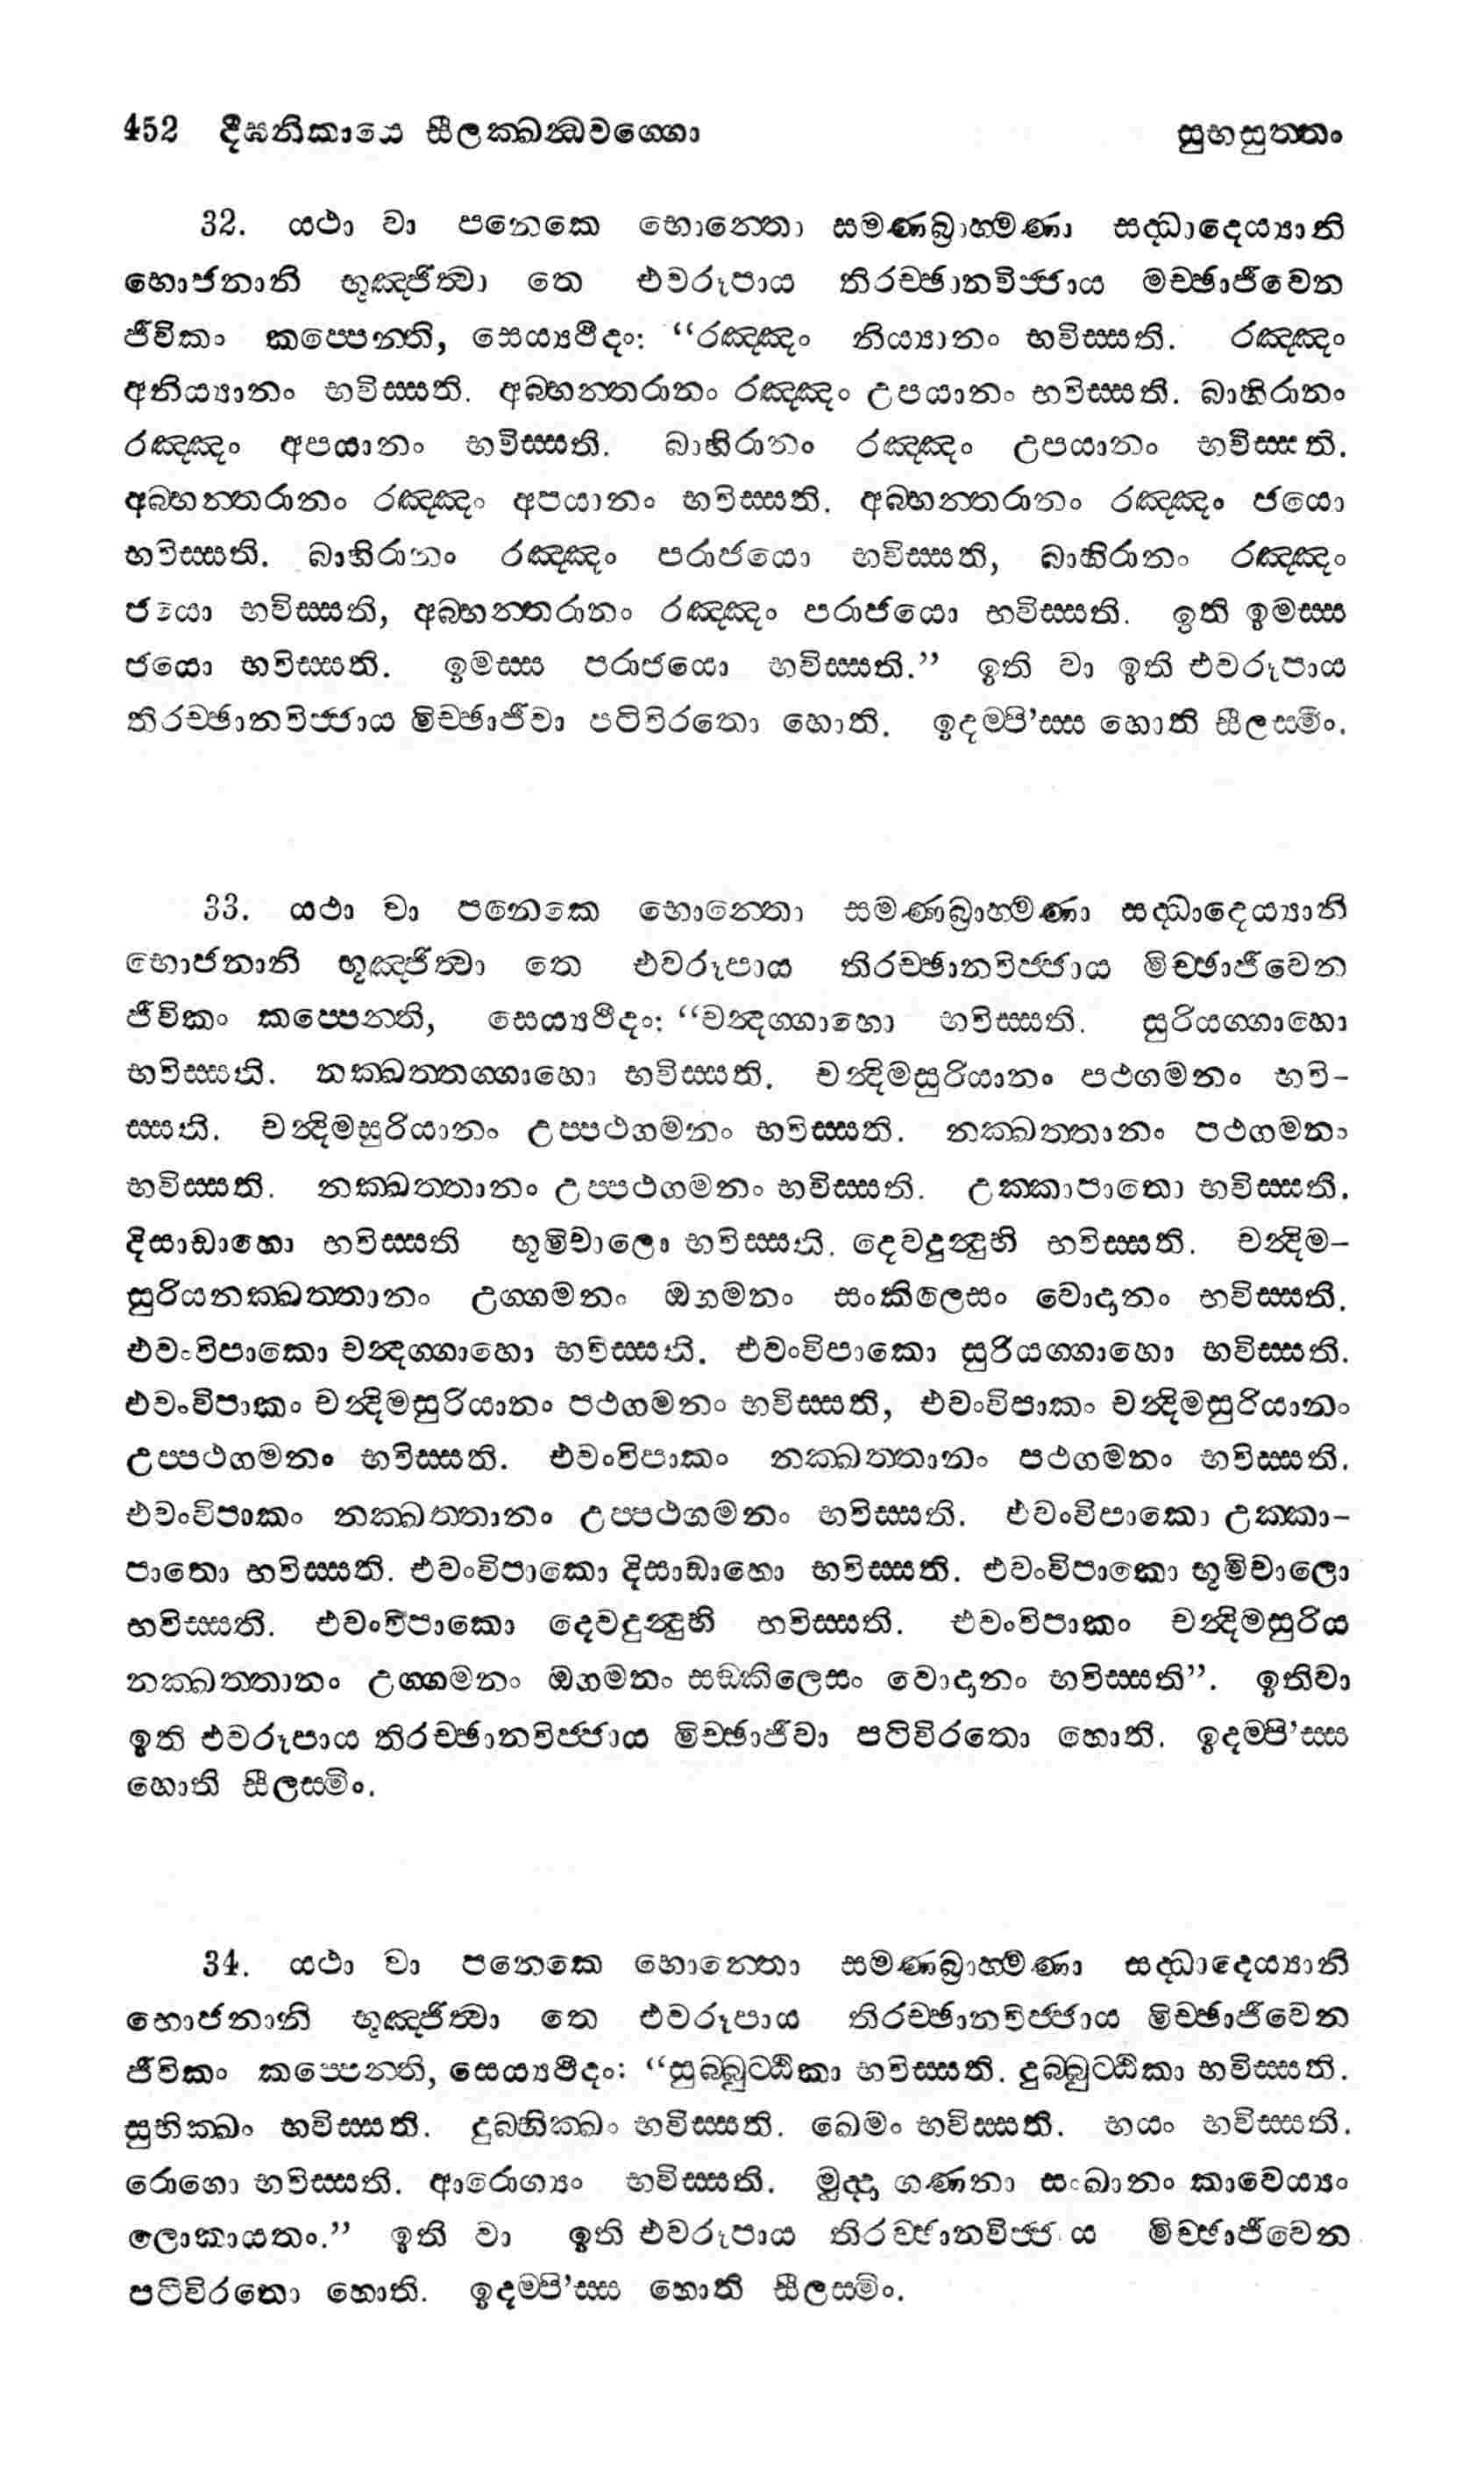 452 දීඝනිකායෙ සීලක්ඛන්ධවග්ගො සුභසුත්තං
32. යථා වා පනෙකෙ භොන්තො සමණබ්‍රාහ්මණා සද්ධාදෙය්‍යානි
භොජනානි භුඤ්ජිත්‍වා තෙ එවරූපාය තිරච්ඡානවිජ්ජාය මච්ඡාජීවෙන
ජීවිකං කප්පෙන්ති, සෙය්‍යථීදං: “රඤ්ඤං නිය්‍යානං භවිස්සති. රඤ්ඤං
අනිය්‍යානං භවිස්සති. අබ්භන්තරානං රඤ්ඤං උපයානං භවිස්සති. බාහිරානං
රඤ්ඤං අපයානං භවිස්සති. බාහිරානං රඤ්ඤං උපයානං භවිස්සති.
අබ්භන්තරානං රඤ්ඤං අපයානං භවිස්සති. අබ්භන්තරානං රඤ්ඤං ජයො
භවිස්සති. බාහිරානං රඤ්ඤං පරාජයො භවිස්සති, බාහිරානං රඤ්ඤං
ජයො භවිස්සති, අබ්භන්තරානං රඤ්ඤං පරාජයො භවිස්සති. ඉති ඉමස්ස
ජයො භවිස්සති. ඉමස්ස පරාජයො භවිස්සති.” ඉති වා ඉති එවරූපාය
තිරච්ඡානවිජ්ජාය මිච්ඡාජීවා පටිවිරතො හොති. ඉදම්පි’ස්ස හොති සීලස්මිං.
33. යථා වා පනෙකෙ භොන්තො සමණබ්‍රාහ්මණා සද්ධාදෙය්‍යානි
භොජනානි භුඤ්ජිත්‍වා තෙ එවරූපාය තිරච්ඡානවිජ්ජාය මිච්ඡාජීවෙන
ජීවිකං කප්පෙනති, සෙය්‍යථීදං: “චන්දග්ගාහො භවිස්සති. සුරියග්ගාහො
භවිස්සති. නක්ඛත්තග්ගාහො භවිස්සති. චන්දිමසුරියානං පථගමනං භවි-
ස්සති. චන්දිමසුරියානං උප්පථගමනං භවිස්සති. නක්ඛත්තානං පථගමනං
භවිස්සති. නක්ඛත්තානං උප්පථගමනං භවිස්සති. උක්කාපාතො භවිස්සති.
දිසාඩාහො භවිස්සති භූමිචාලො භවිස්සති. දෙවදුන්දුභි භවිස්සති. චන්දිම-
සුරියනක්ඛත්තානං උග්ගමනං ඔගමනං සංකිලෙසං වොදානං භවිස්සති.
එවංවිපාකො චන්දග්ගාහො භවිස්සති. එවංවිපාකො සුරියග්ගාහො භවිස්සති.
එවංවිපාකං චන්දිමසුරියානං පථගමනං භවිස්සති, එවංවිපාකං චන්දිමසුරියානං
උප්පථගමනං භවිස්සති. එවංවිපාකං නක්ඛත්තානං පථගමනං භවිස්සති.
එවංවිපාකං නක්ඛත්තානං උප්පථගමනං භවිස්සති. එවංවිපාකො උක්කා-
පාතො භවිස්සති. එවංවිපාකො දිසාඩාහො භවිස්සති. එවංවිපාකො භූමිචාලො
භවිස්සති. එවංවිපාකො දෙවදුන්දුභි භවිස්සති. එවංවිපාකං චන්දිමසුරිය
නක්ඛත්තානං උග්ගමනං ඔගමනං සඞ්කිලෙසං වොදානං භවිස්සති”. ඉතිවා
ඉති එවරූපාය තිරච්ඡානවිජ්ජාය මිච්ඡාජීවා පටිවිරතො හොති. ඉදම්පි’ස්ස
හොති සීලස්මිං.
34. යථා වා පනෙකෙ භොන්තො සමණබ්‍රාහ්මණා සද්ධාදෙය්‍යානි
භොජනානි භුඤ්ජිත්‍වා තෙ එවරූපාය තිරච්ඡානවිජ්ජාය මිච්ඡාජීවෙන
ජීවිකං කප්පෙනති, සෙය්‍යථීදං: “සුබ්බුට්ඨිකා භවිස්සති. දුබ්බුට්ඨිකා භවිස්සති.
සුභික්ඛං භවිස්සති. දුබ්භික්ඛං භවිස්සති. ඛෙමං භවිස්සති. භයං භවිස්සති.
රොගො භවිස්සති. ආරොග්‍යං භවිස්සති. මුද්දා ගණනා සංඛානං කාවෙය්‍යං
ලොකායතං.” ඉති වා ඉති එවරූපාය තිරච්ඡානවිජ්ජාය මිච්ඡාජීවෙන
පටිවිරතො හොති. ඉදම්පි’ස්ස හොති සීලස්මිං.